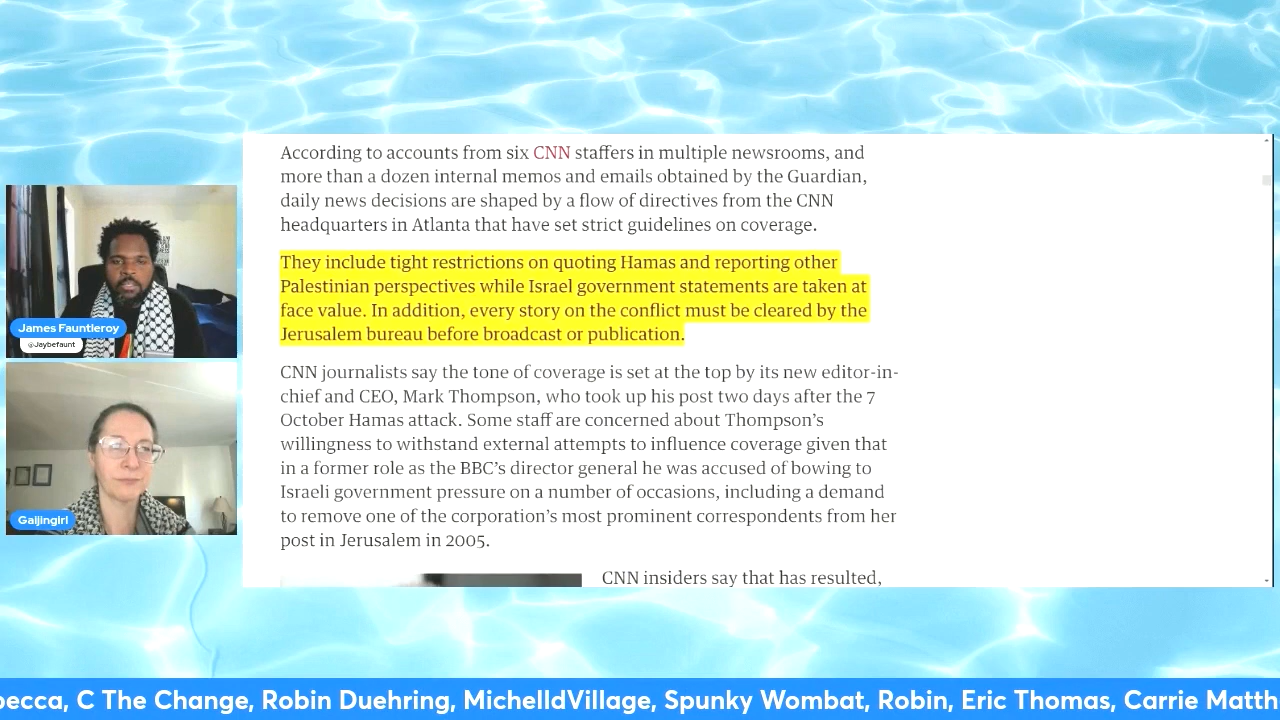 According to accounts from six CNN staffers in multiple newsrooms, and
more than a dozen internal memos and emails obtained by the Guardian,
daily news decisions are shaped by a flow of directives from the CNN
headquarters in Atlanta that have set strict guidelines on coverage.
They include tight restrictions on quoting Hamas and reporting other
Palestinian perspectives while Israel government statements are taken at
face value. In addition, every story on the conflict must be cleared by the
Jerusalem bureau before broadcast or publication.
CNN journalists say the tone of coverage is set at the top by its new editor-in-
chief and CEO, Mark Thompson, who took up his post two days after the 7
October Hamas attack. Some staff are concerned about Thompson’s
willingness to withstand external attempts to influence coverage given that
in a former role as the BBC’s director general he was accused of bowing to
Israeli government pressure on a number of occasions, including a demand
to remove one of the corporation’s most prominent correspondents from her
post in Jerusalem in 2005.
CNN insiders say that has resulted,
James Fauntleroy
@Jaybefaunt
Gaijingirl
becca, C The Change, Robin Duehring, MichelldVillage, Spunky Wombat, Robin, Eric Thomas, Carrie Matth